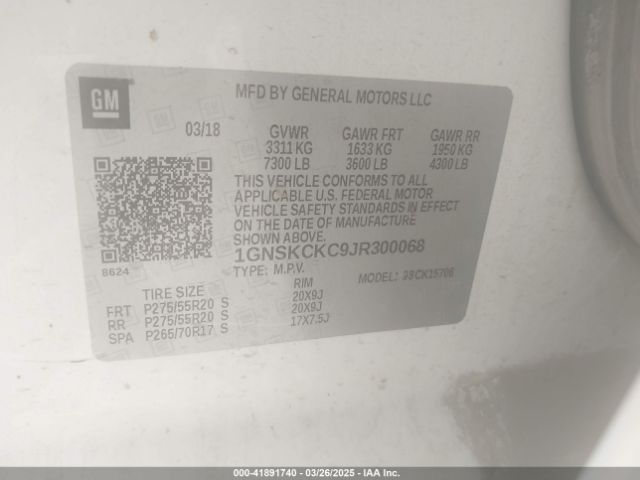 GM
MFD BY GENERAL MOTORS LLC
03/18 GVWR GAWR FRT GAWR RR
3311 KG 1633 KG 1950 KG
7300 LB 3600 LB 4300 LB
THIS VEHICLE CONFORMS TO ALL
APPLICABLE U.S. FEDERAL MOTOR
VEHICLE SAFETY STANDARDS IN EFFECT
ON THE DATE OF MANUFACTURE
SHOWN ABOVE.
8624
1GNSKCKC9JR300068
TYPE: M.P.V. MODEL:
TIRE SIZE RIM
FRT P275/55R20 S 20X9J
RR P275/55R20 S 20X9J
SPA P265/70R17 S 17X7.5J
000-41891740 - 03/26/2025 - IAA Inc.